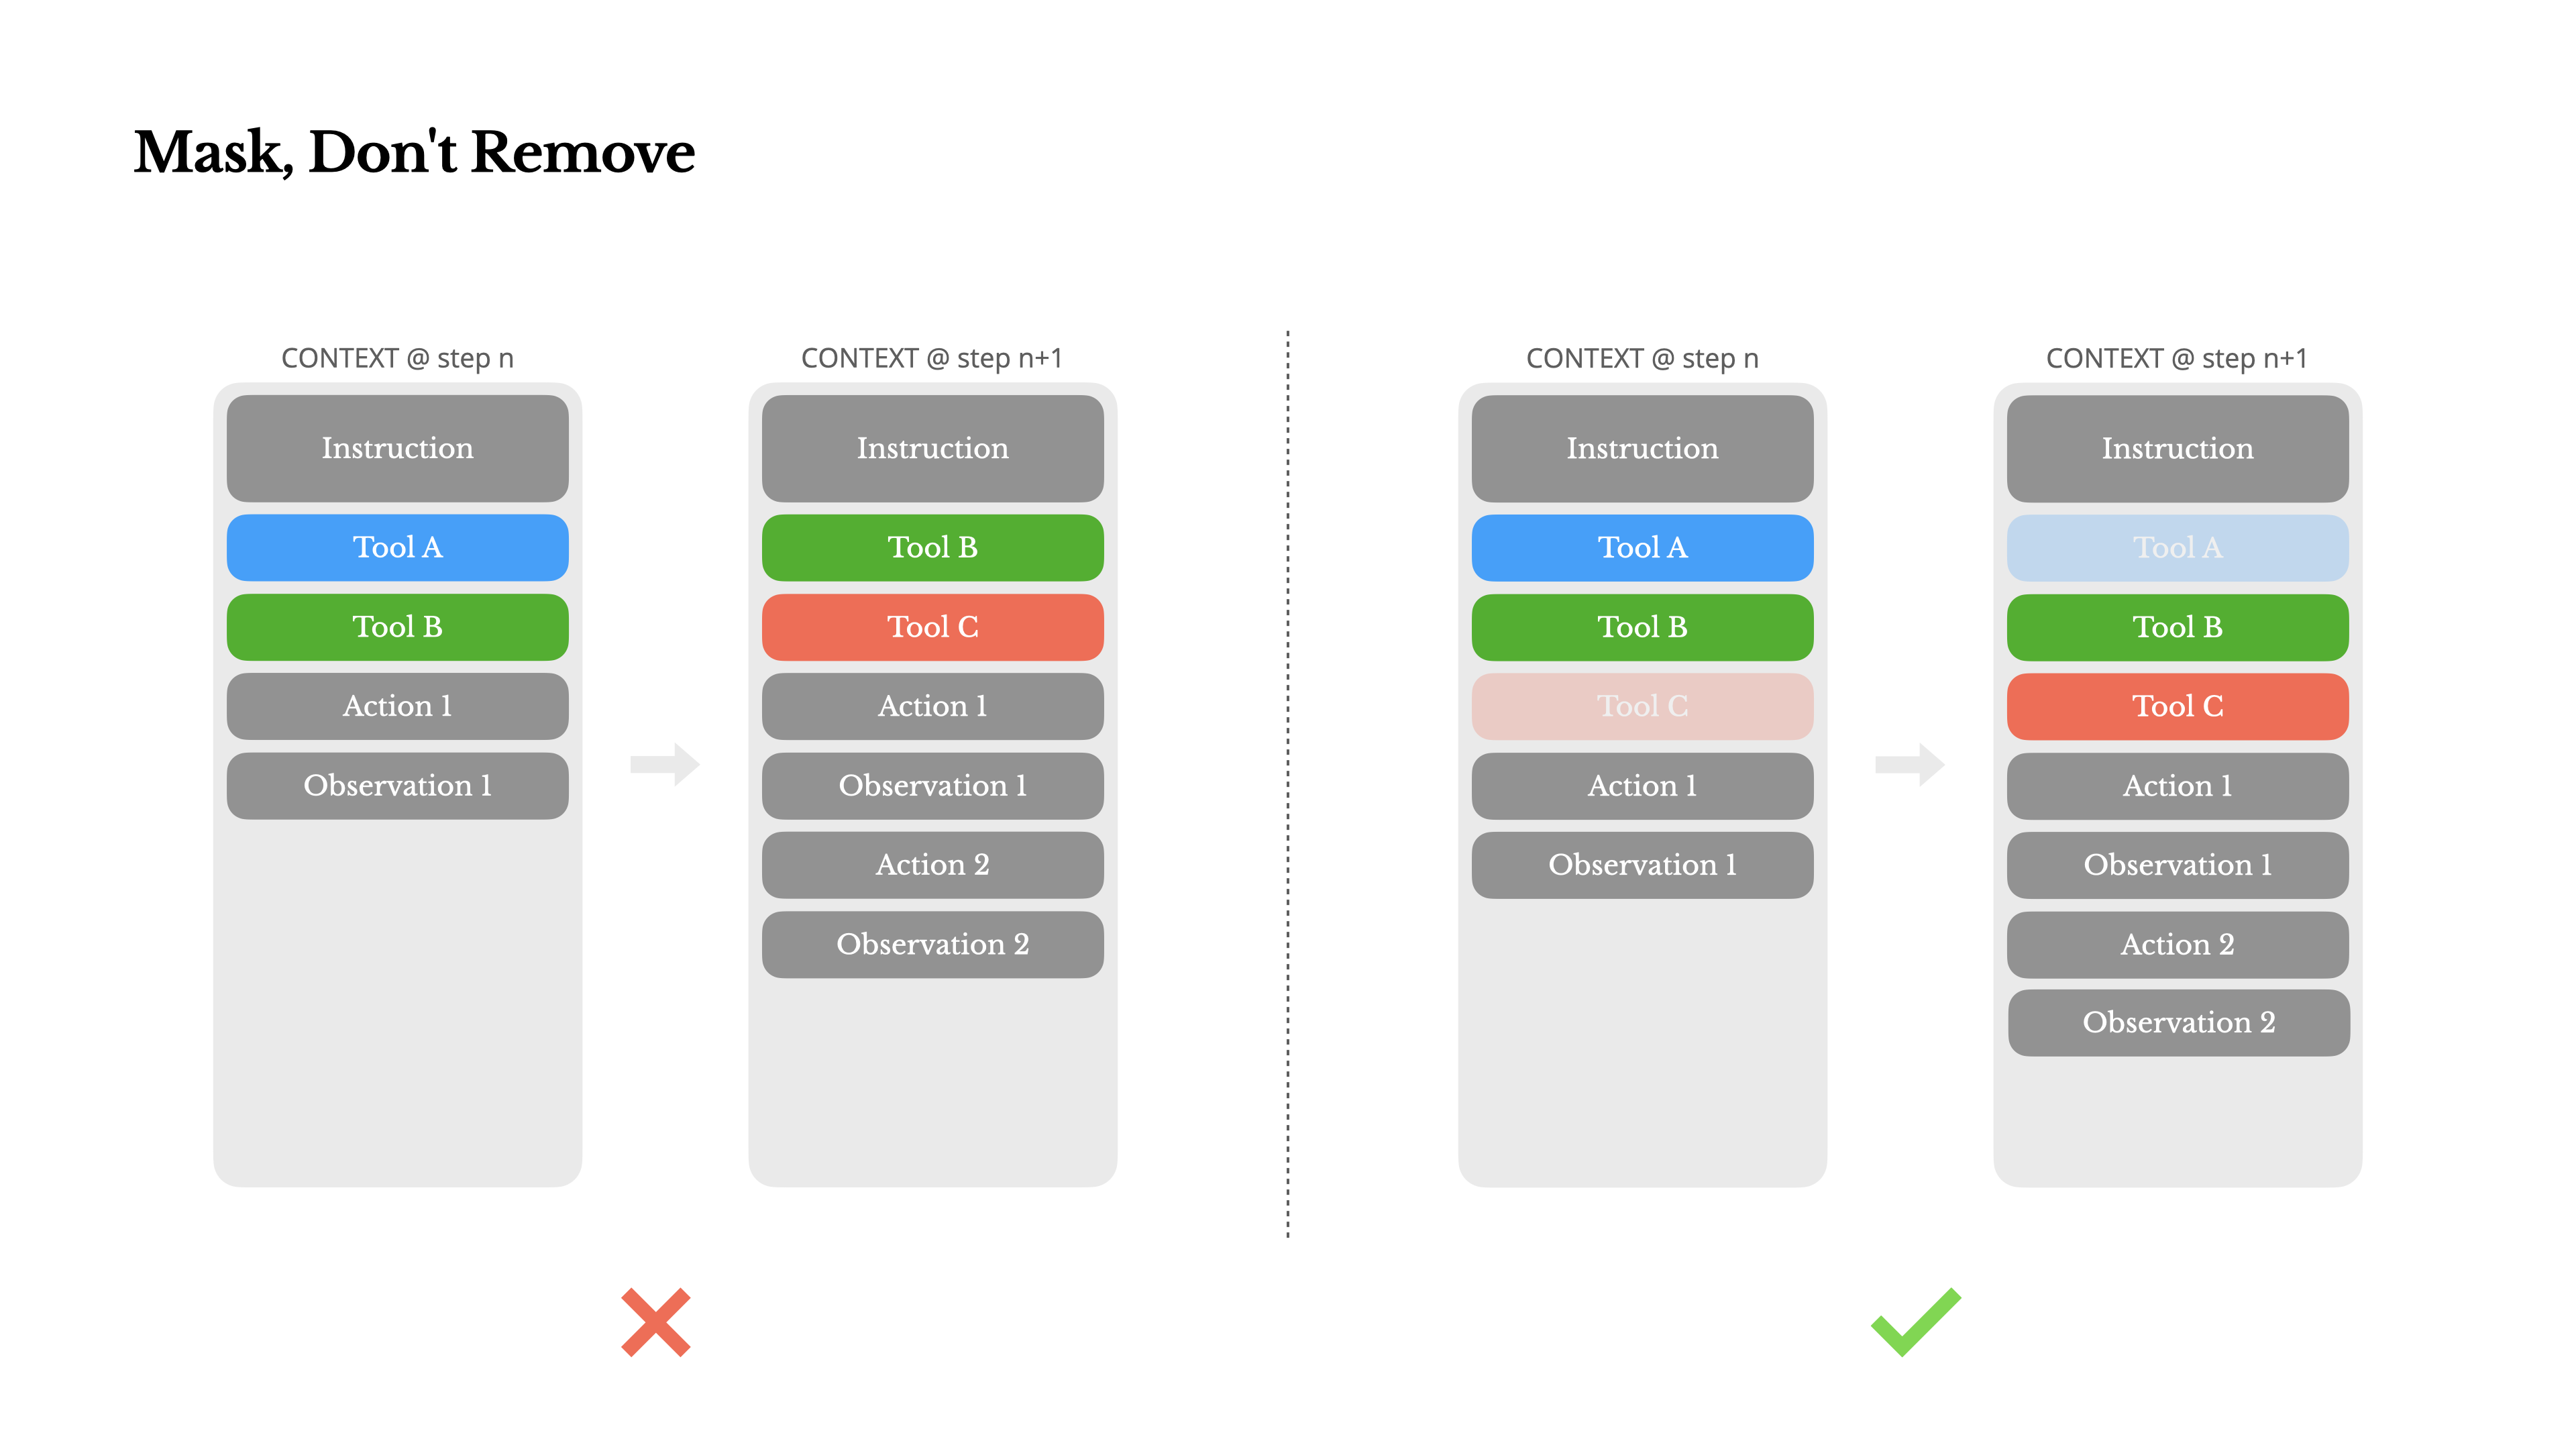 Mask, Don't Remove
CONTEXT @ step n
Instruction
Tool A
Tool B
Action 1
Observation 1
CONTEXT @ step n+1
Instruction
Tool B
Tool C
Action 1
Observation 1
Action 2
Observation 2
CONTEXT @ step n
Instruction
Tool A
Tool B
Tool C
Action 1
Observation 1
CONTEXT @ step n+1
Instruction
Tool A
Tool B
Tool C
Action 1
Observation 1
Action 2
Observation 2